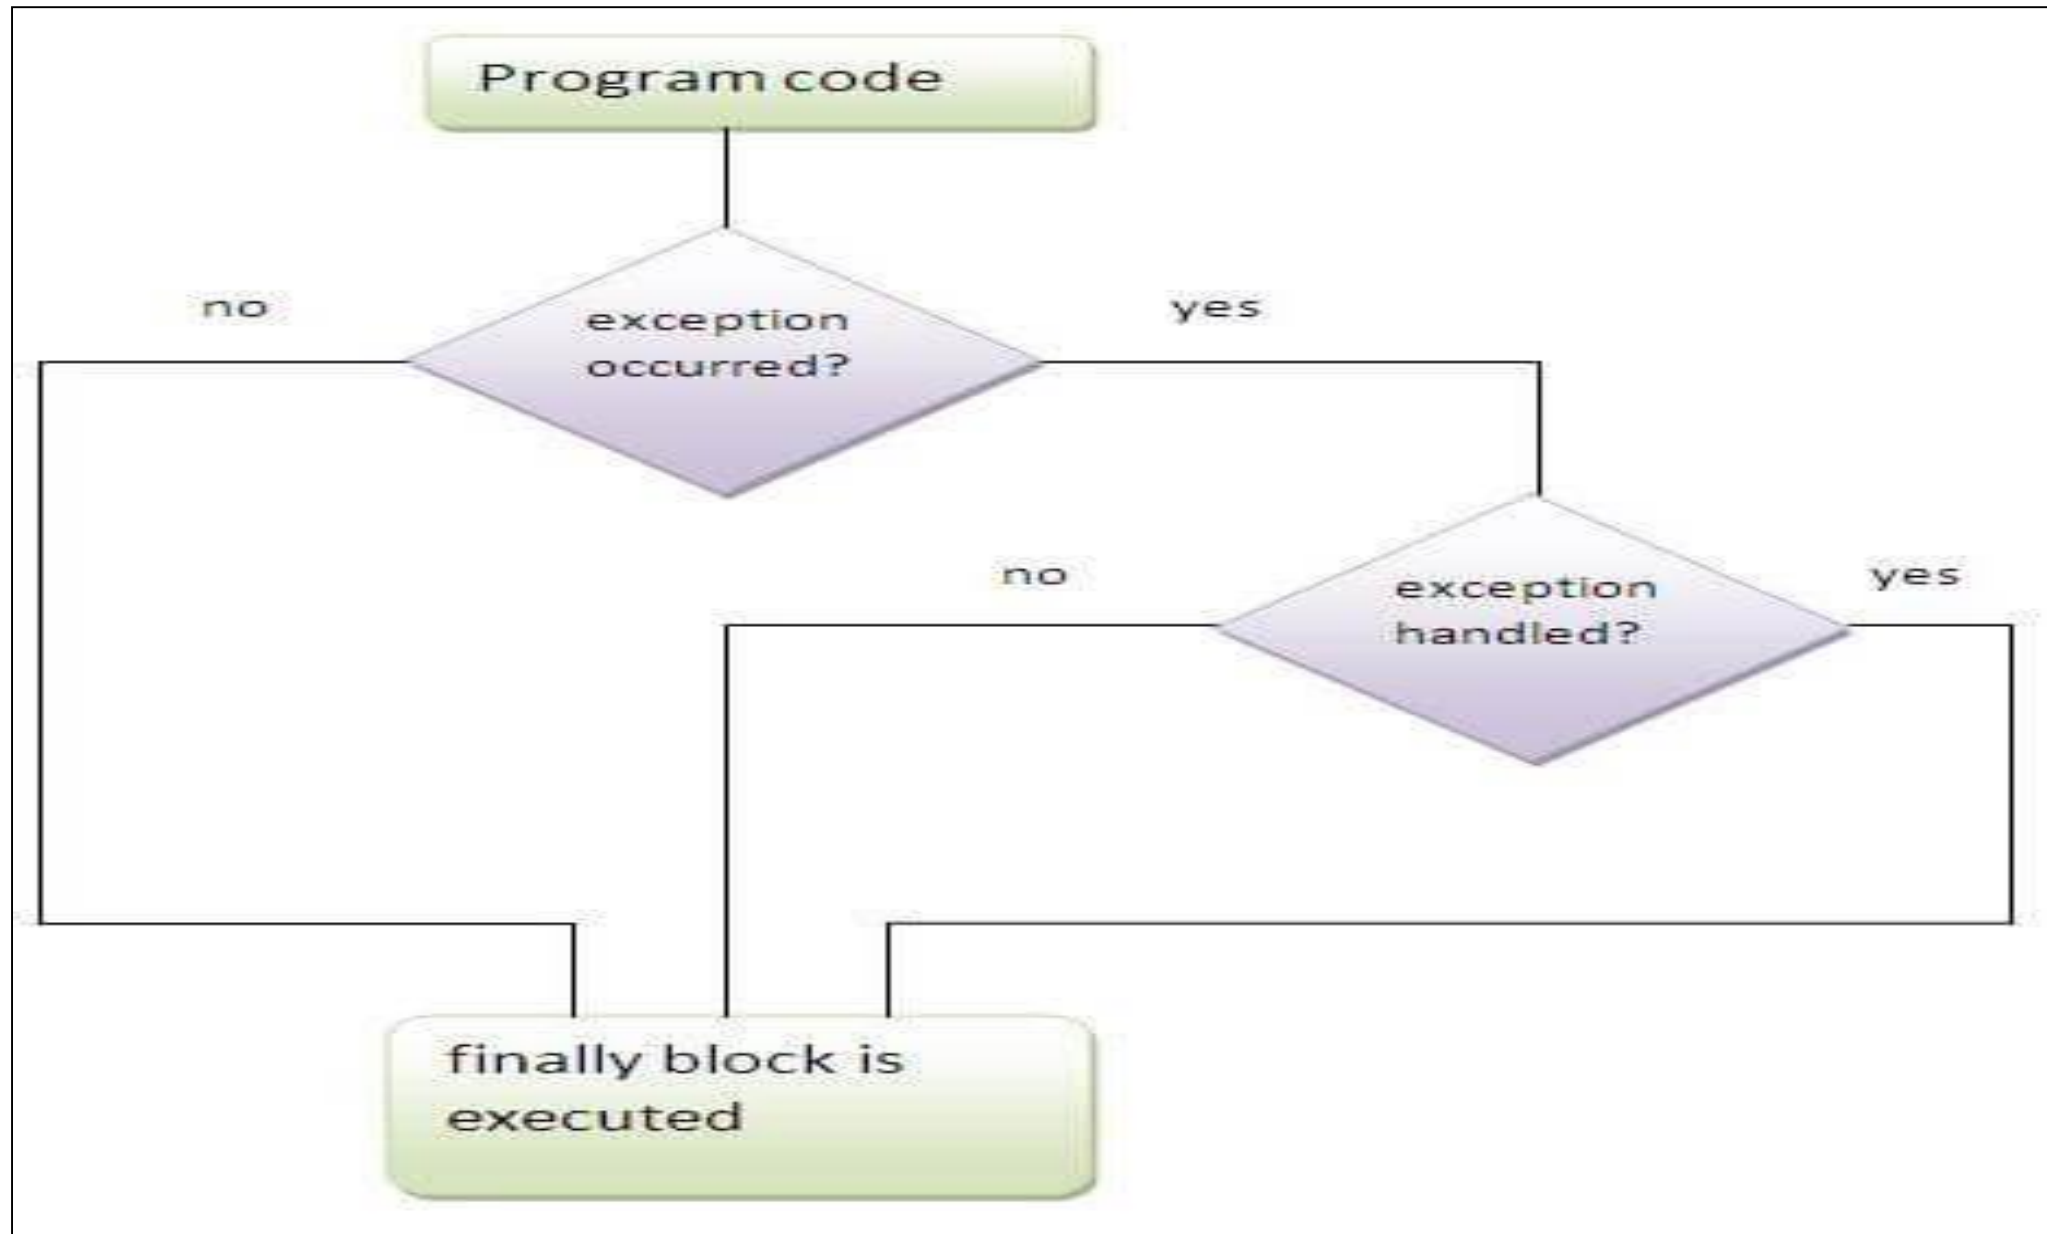 Program code
no
yes
exception
occurred?
no
yes
exception
handled?
finally block is
executed